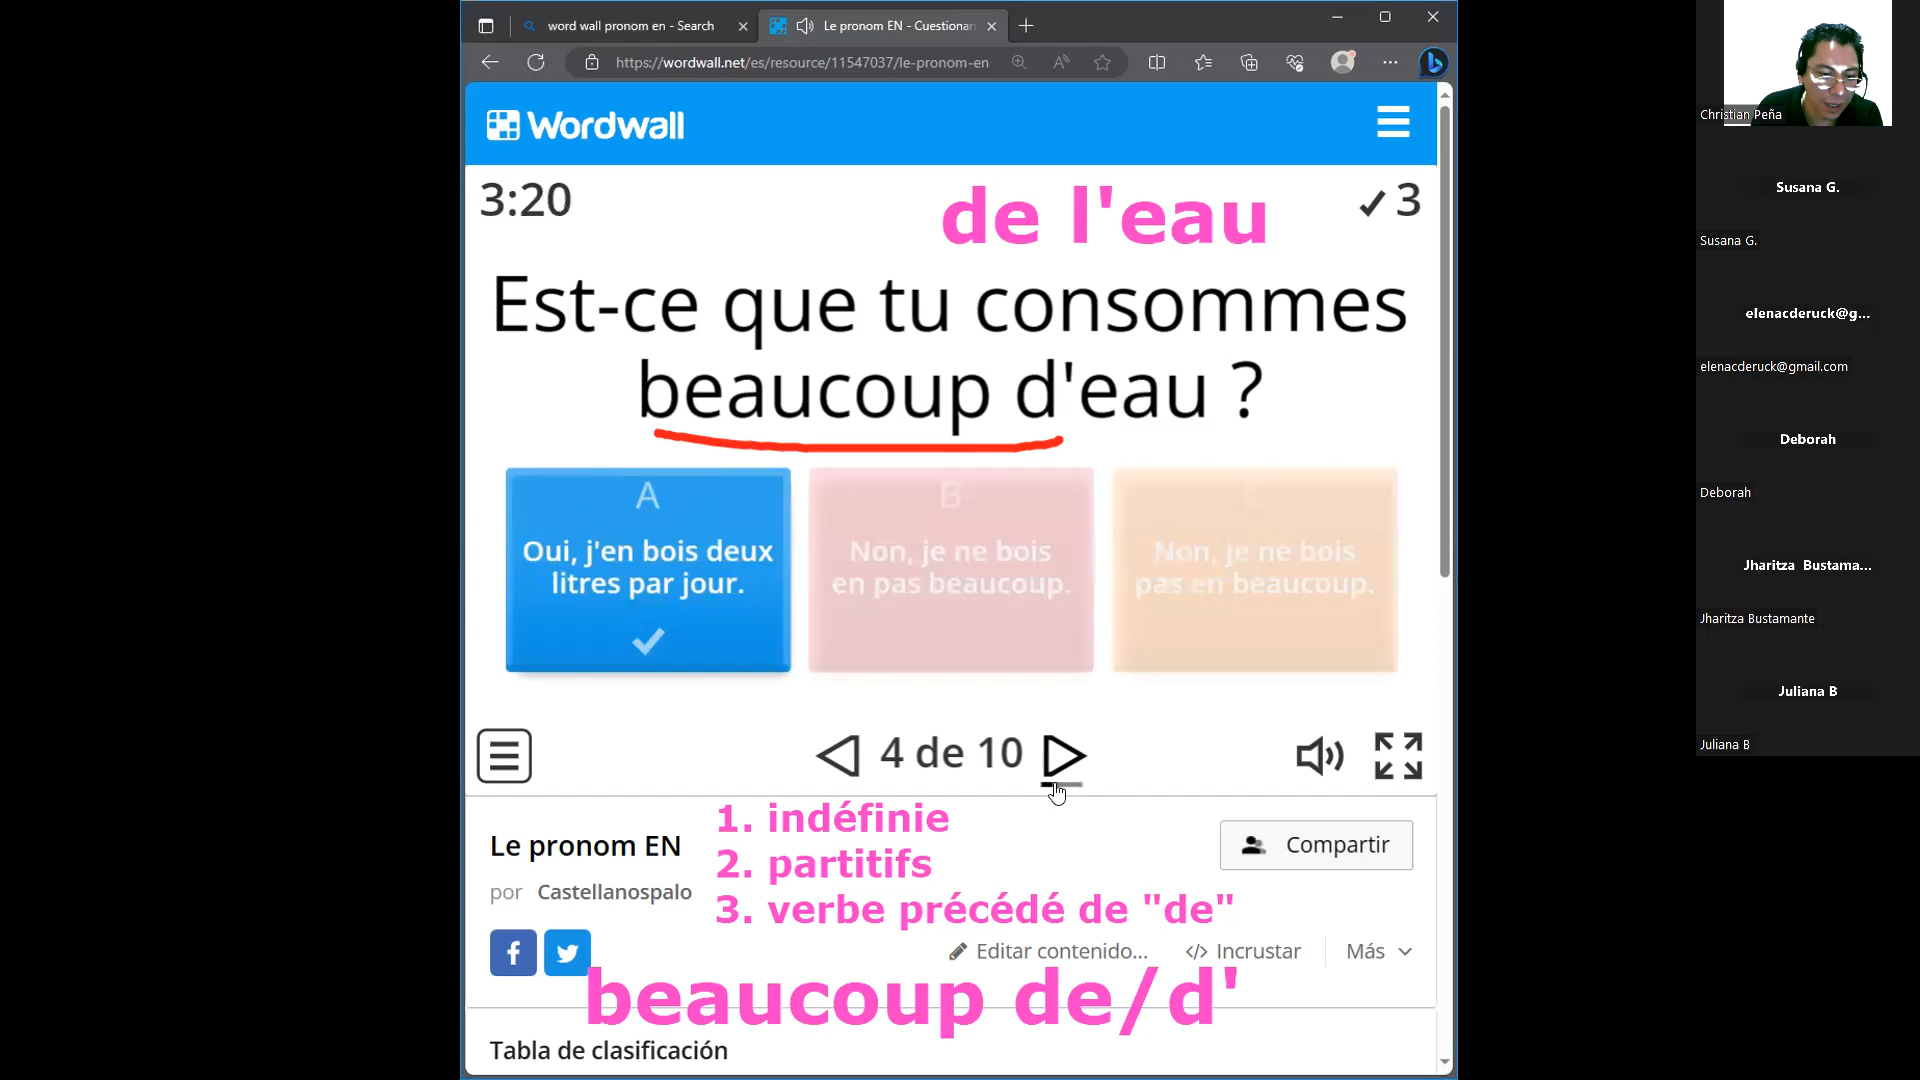 word wall pronom en - Search
Le pronom EN - Cuestionar
https://wordwall.net/es/resource/11547037/le-pronom-en
Wordwall
3:20
de l'eau
3
Est-ce que tu consommes
beaucoup d'eau ?
A
Oui, j'en bois deux
litres par jour.
B
Non, je ne bois
en pas beaucoup.
Non, je ne bois
pas en beaucoup.
4 de 10
Le pronom EN
por Castellanospalo
1. indéfinie
2. partitifs
3. verbe précédé de "de"
Compartir
Editar contenido...
Incrustar
Más
beaucoup de/d'
Tabla de clasificación
Christian Peña
Susana G.
Susana G.
elenacderuck@g...
elenacderuck@gmail.com
Deborah
Deborah
Jharitza Bustama...
Jharitza Bustamante
Juliana B
Juliana B